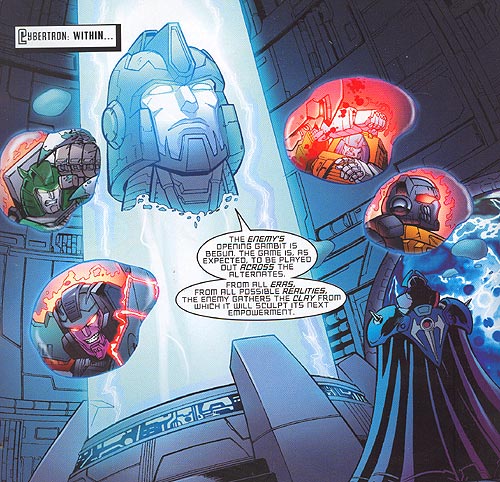 CYBERTRON: WITHIN...
THE ENEMY'S
OPENING GAMBIT IS
BEGUN. THE GAME IS, AS
EXPECTED, TO BE PLAYED
OUT ACROSS THE
ALTERNATES.
FROM ALL ERAS,
FROM ALL POSSIBLE REALITIES,
THE ENEMY GATHERS THE CLAY FROM
WHICH IT WILL SCULPT ITS NEXT
EMPOWERMENT.